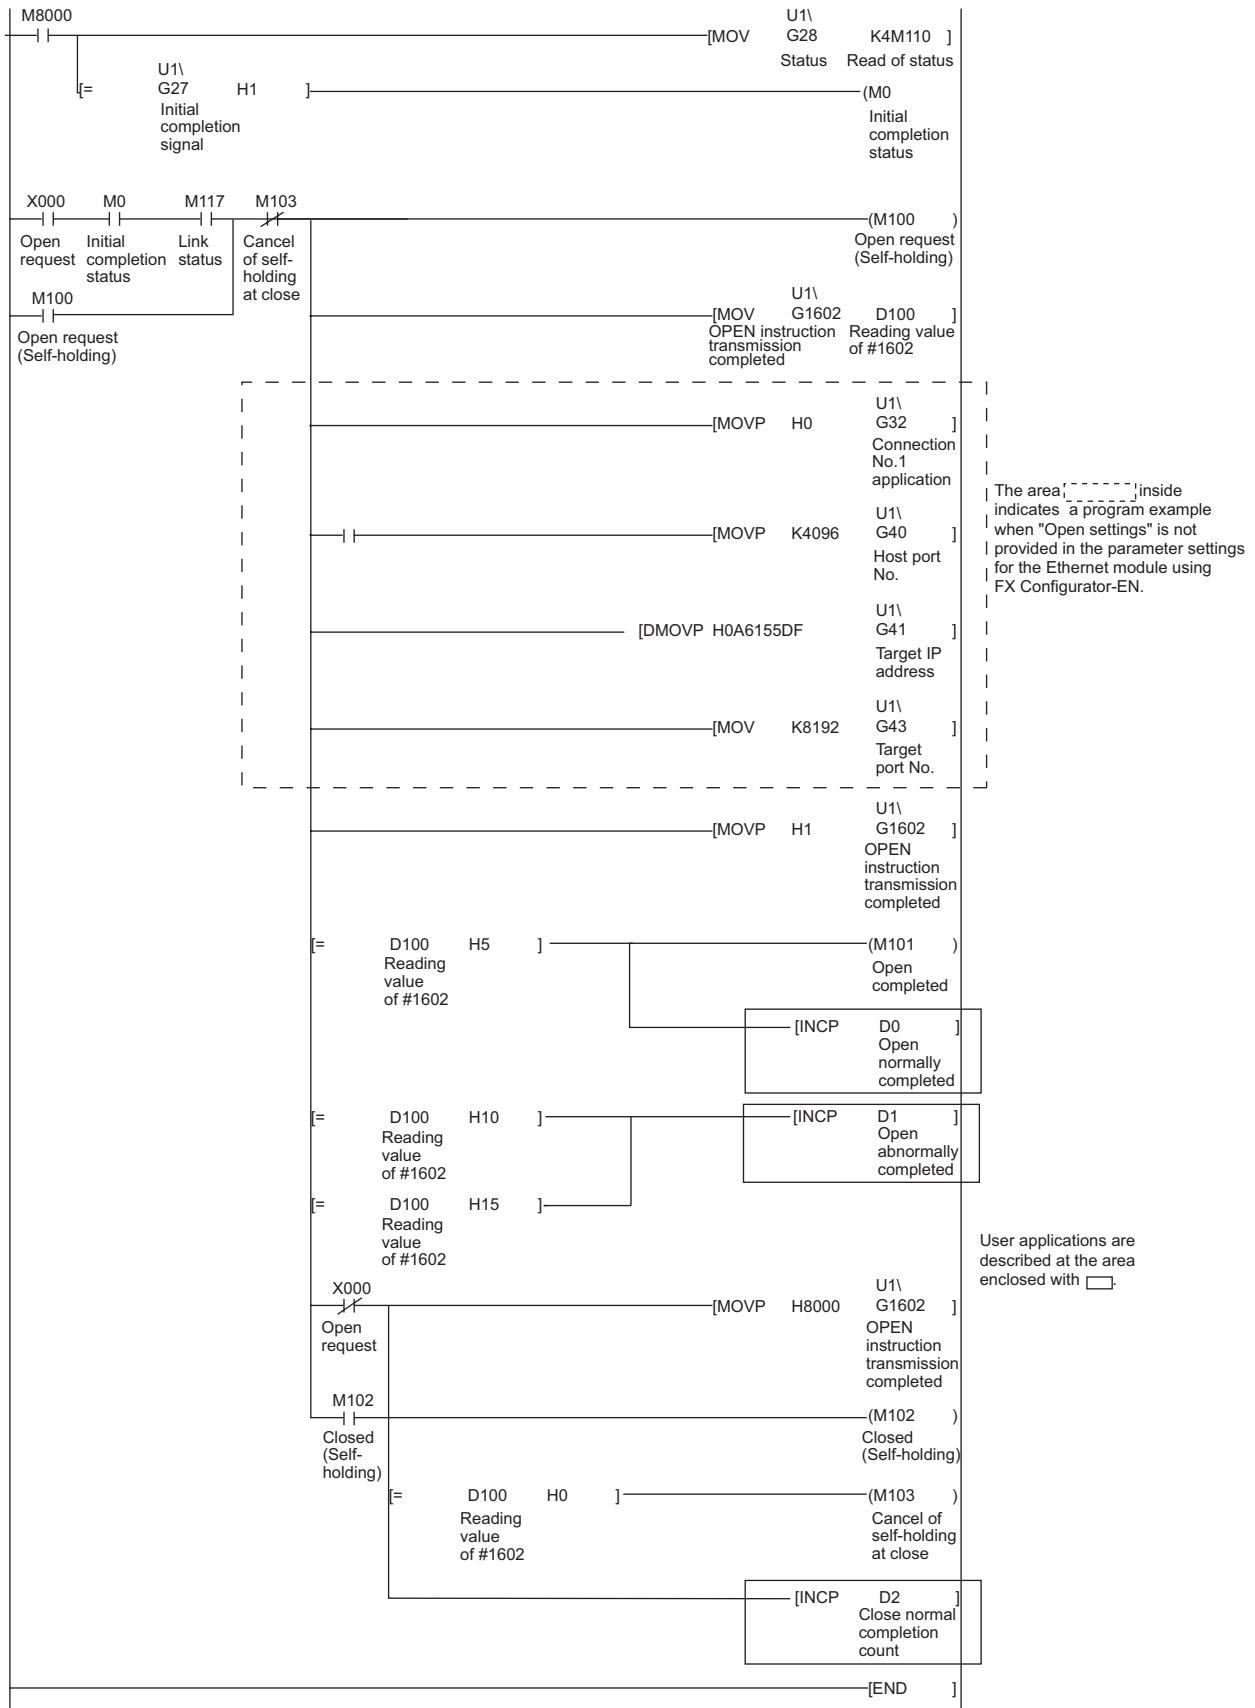 M8000
U1\
[MOV G28 K4M110 ]
Status Read of status
U1\
[= G27 H1 ] (M0
Initial
completion
signal
Initial
completion
status
X000 M0 M117 M103
(M100 )
Open
request
Initial
completion
status
Link
status
Cancel
of self-
holding
at close
Open request
(Self-holding)
M100
Open request
(Self-holding)
U1\
[MOV G1602 D100 ]
OPEN instruction
transmission
completed
Reading value
of #1602
U1\
[MOVP H0 G32 ]
Connection
No.1
application
U1\
[MOVP K4096 G40 ]
Host port
No.
U1\
[DMOVP H0A6155DF G41 ]
Target IP
address
U1\
[MOV K8192 G43 ]
Target
port No.
The area inside
indicates a program example
when "Open settings" is not
provided in the parameter settings
for the Ethernet module using
FX Configurator-EN.
U1\
[MOVP H1 G1602 ]
OPEN
instruction
transmission
completed
[= D100 H5 ] (M101 )
Reading
value
of #1602
Open
completed
[INCP D0 ]
Open
normally
completed
[= D100 H10 ] [INCP D1 ]
Reading
value
of #1602
Open
abnormally
completed
[= D100 H15 ]
Reading
value
of #1602
User applications are
described at the area
enclosed with .
X000
U1\
[MOVP H8000 G1602 ]
Open
request
OPEN
instruction
transmission
completed
M102
(M102 )
Closed
(Self-
holding)
Closed
(Self-holding)
[= D100 H0 ] (M103 )
Reading
value
of #1602
Cancel of
self-holding
at close
[INCP D2 ]
Close normal
completion
count
[END ]